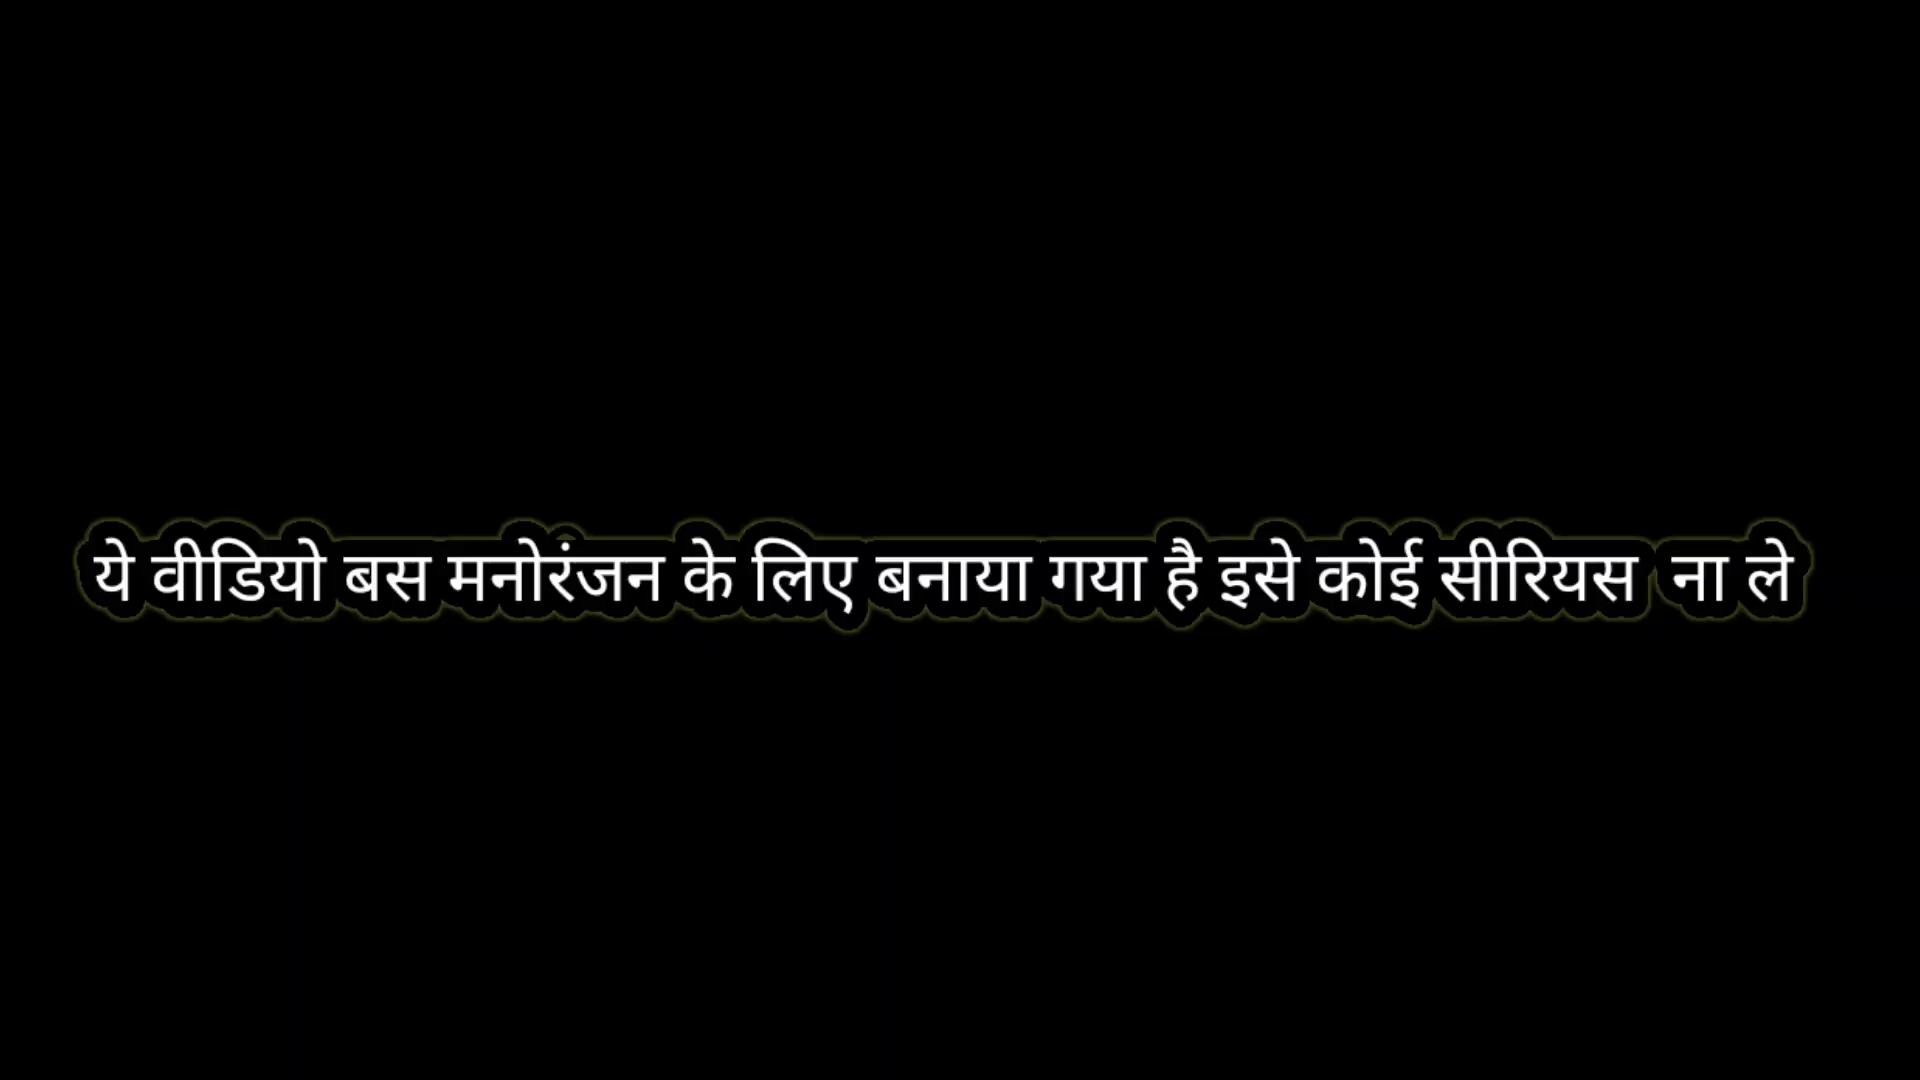 ये वीडियो बस मनोरंजन के लिए बनाया गया है इसे कोई सीरियस ना ले